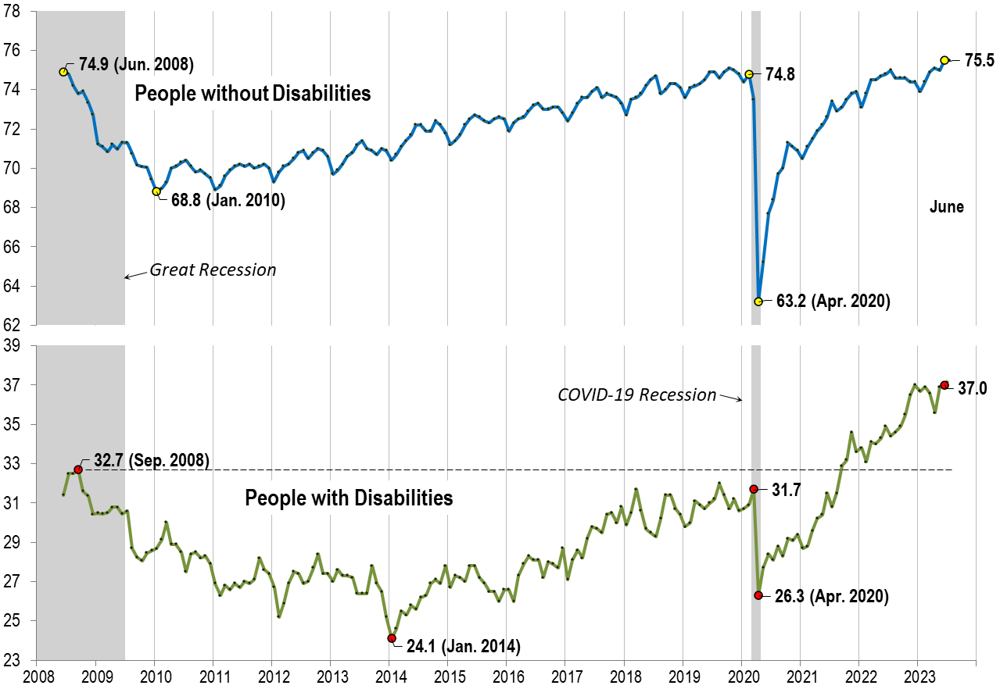 78
76
74.9 (Jun. 2008)
75.5
74
People without Disabilities
74.8
72
70
68
68.8 (Jan. 2010)
June
66
Great Recession
64
63.2 (Apr. 2020)
62
39
37
37.0
COVID-19 Recession
35
33
32.7 (Sep. 2008)
31
People with Disabilities
31.7
29
27
26.3 (Apr. 2020)
25
24.1 (Jan. 2014)
23
2008 2009 2010 2011 2012 2013 2014 2015 2016 2017 2018 2019 2020 2021 2022 2023